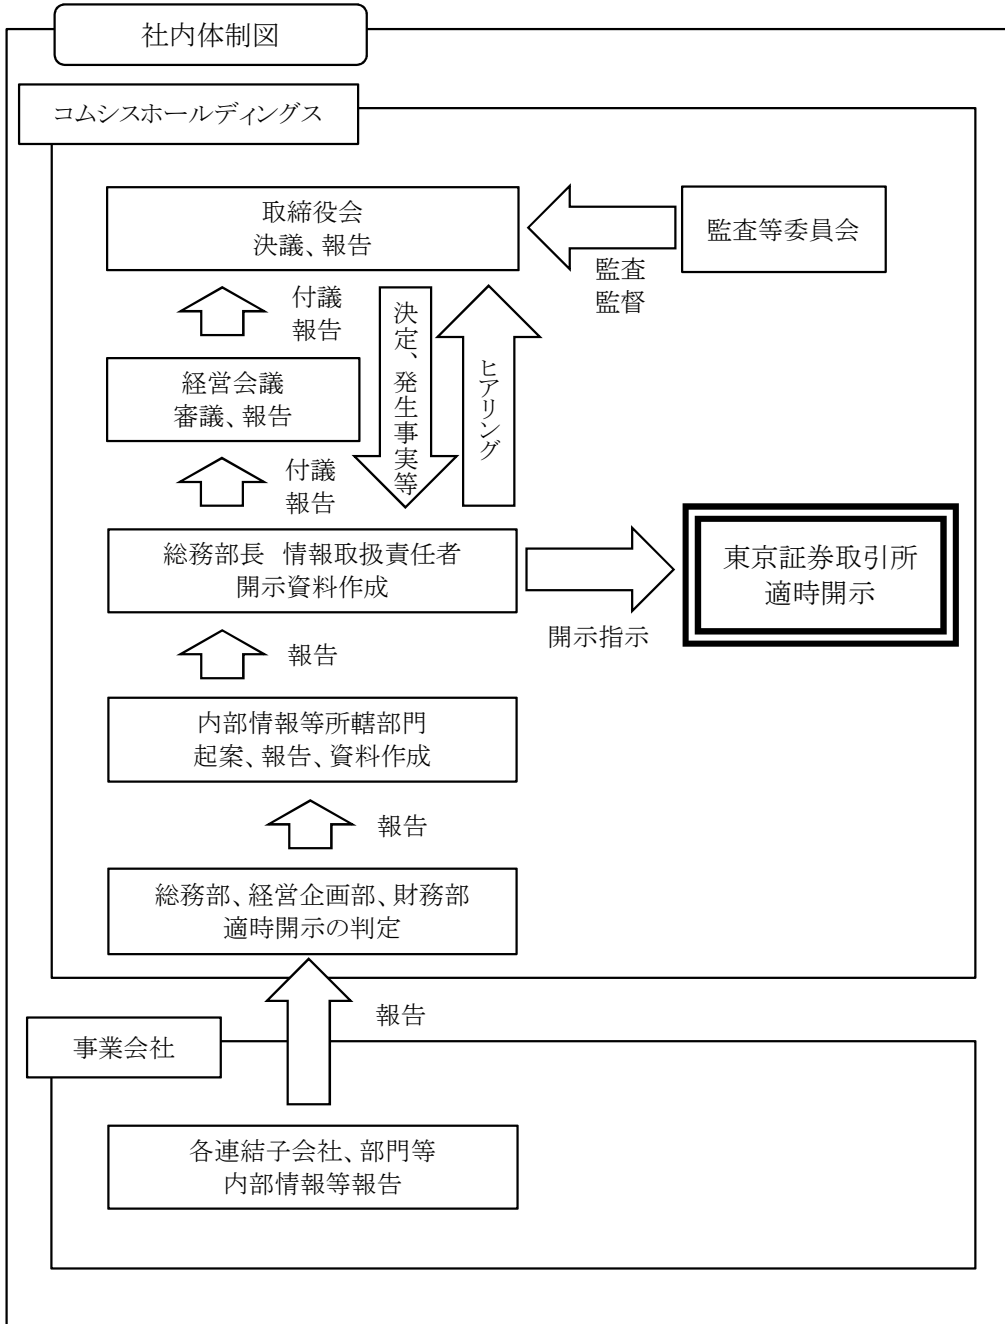 社内体制図
コムシスホールディングス
取締役会
決議、報告
監査等委員会
監査
監督
付議
報告
決定、発生事実等
ヒアリング
経営会議
審議、報告
付議
報告
総務部長 情報取扱責任者
開示資料作成
東京証券取引所
適時開示
開示指示
報告
内部情報等所轄部門
起案、報告、資料作成
報告
総務部、経営企画部、財務部
適時開示の判定
報告
事業会社
各連結子会社、部門等
内部情報等報告